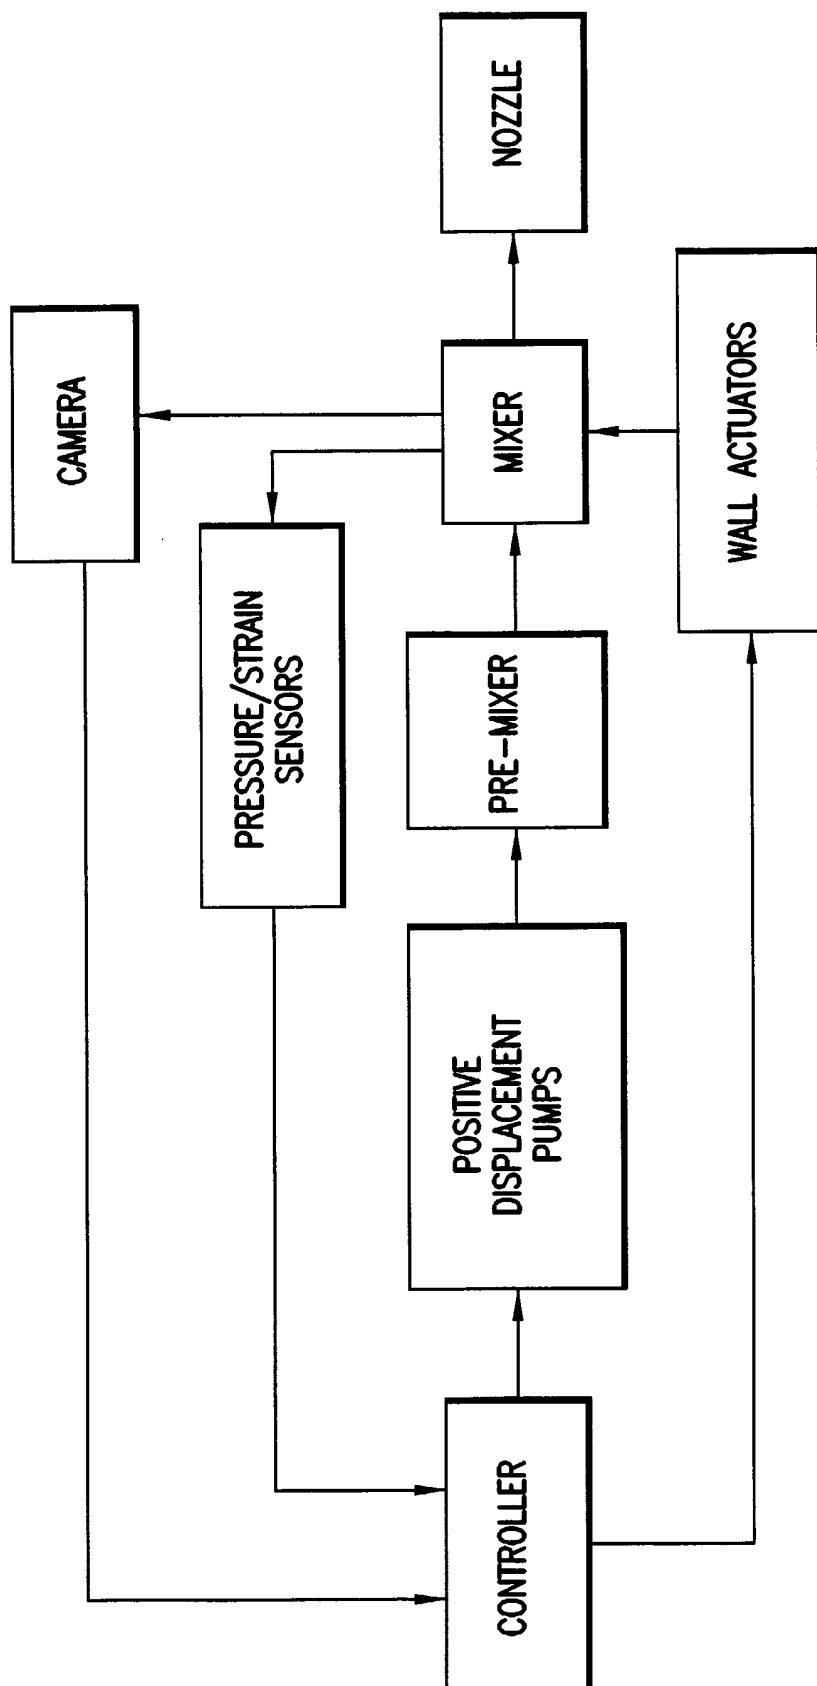 CAMERA
PRESSURE/STRAIN
SENSORS
CONTROLLER
POSITIVE
DISPLACEMENT
PUMPS
PRE-MIXER
MIXER
NOZZLE
WALL ACTUATORS